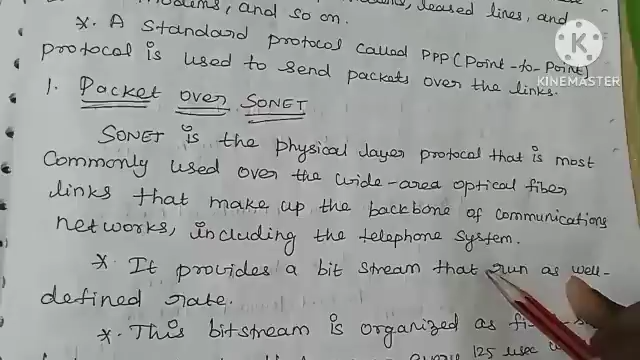 modems, and so on. leased lines, and
*. A standard protocol called PPP (Point-to-Point)
protocol is used to send packets over the links.
1. Packet over SONET
SONET is the physical layer protocol that is most
commonly used over the wide-area optical fiber
links that make up the backbone of communications
networks, including the telephone system.
*. It provides a bit stream that run as well-
defined rate.
*. This bitstream is organized as
125 usec
K
KINEMASTER